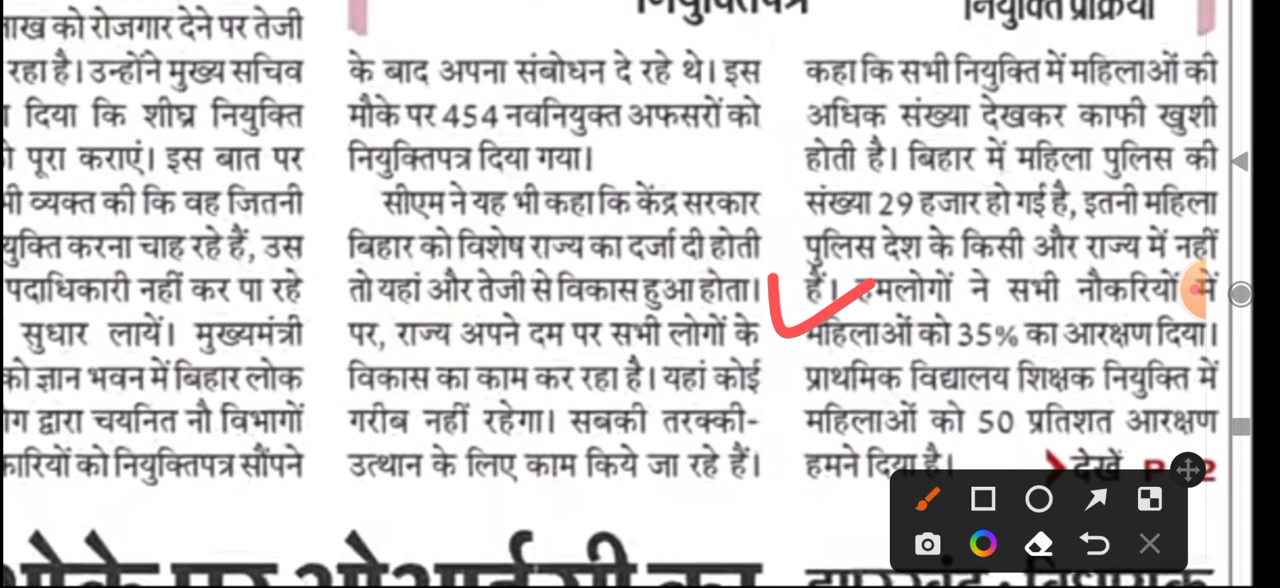 नियुक्तिपत्र
नियुक्ति प्रक्रिया
लाख को रोजगार देने पर तेजी
रहा है। उन्होंने मुख्य सचिव
दिया कि शीघ्र नियुक्ति
पूरा कराएं। इस बात पर
भी व्यक्त की कि वह जितनी
युक्ति करना चाह रहे हैं, उस
पदाधिकारी नहीं कर पा रहे
सुधार लायें। मुख्यमंत्री
को ज्ञान भवन में बिहार लोक
द्वारा चयनित नौ विभागों
कारियों को नियुक्तिपत्र सौंपने
के बाद अपना संबोधन दे रहे थे। इस
मौके पर 454 नवनियुक्त अफसरों को
नियुक्तिपत्र दिया गया।
सीएम ने यह भी कहा कि केंद्र सरकार
बिहार को विशेष राज्य का दर्जा दी होती
तो यहां और तेजी से विकास हुआ होता।
पर, राज्य अपने दम पर सभी लोगों के
विकास का काम कर रहा है। यहां कोई
गरीब नहीं रहेगा। सबकी तरक्की-
उत्थान के लिए काम किये जा रहे हैं।
कहा कि सभी नियुक्ति में महिलाओं की
अधिक संख्या देखकर काफी खुशी
होती है। बिहार में महिला पुलिस की
संख्या 29 हजार हो गई है, इतनी महिला
पुलिस देश के किसी और राज्य में नहीं
हैं। हमलोगों ने सभी नौकरियों में
महिलाओं को 35% का आरक्षण दिया।
प्राथमिक विद्यालय शिक्षक नियुक्ति में
महिलाओं को 50 प्रतिशत आरक्षण
हमने दिया है।
देखें P 2